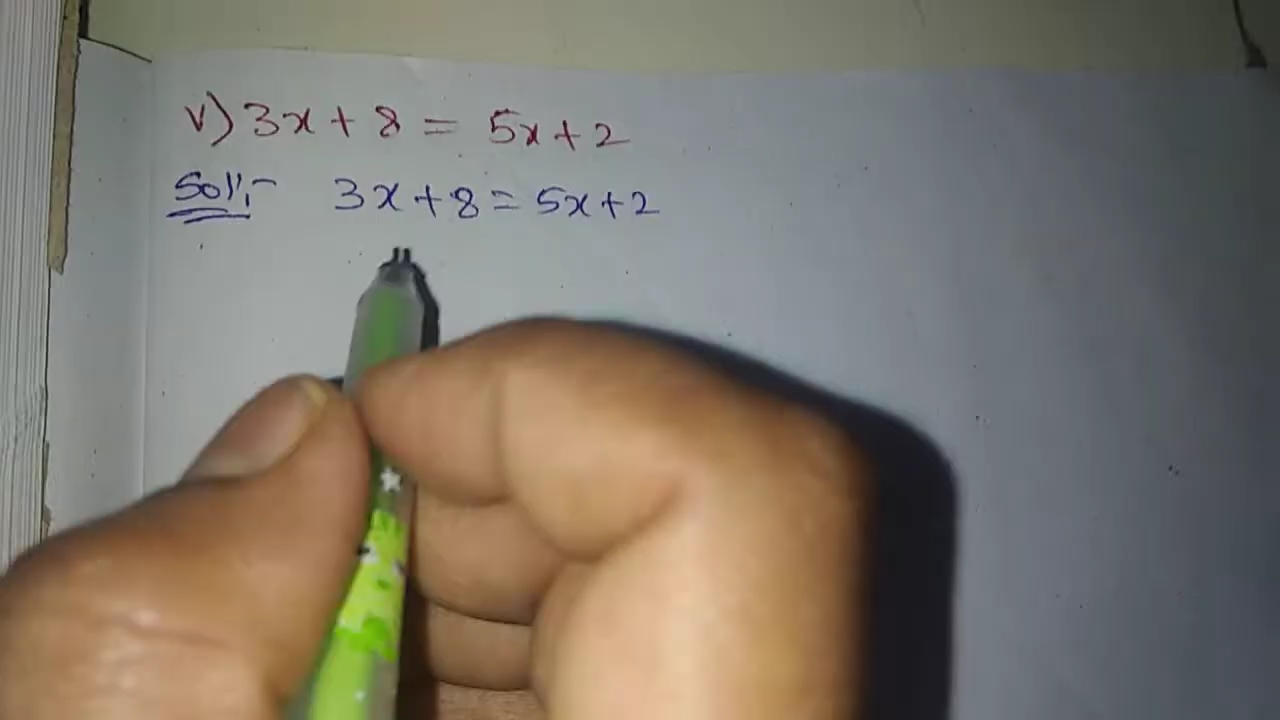 v) 3x + 8 = 5x + 2
Sol:- 3x + 8 = 5x + 2